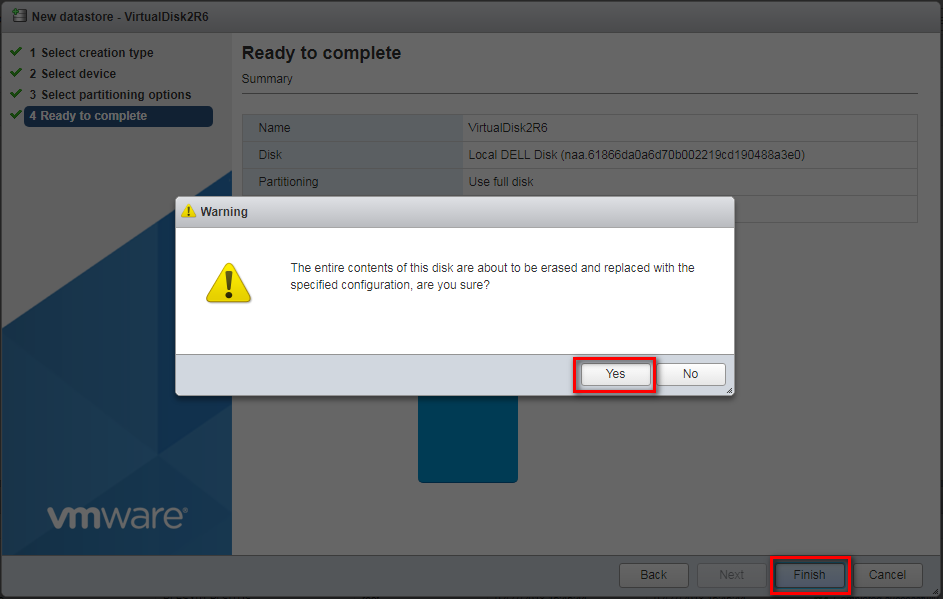 New datastore - VirtualDisk2R6
1 Select creation type
2 Select device
3 Select partitioning options
4 Ready to complete
Ready to complete
Summary
Name VirtualDisk2R6
Disk Local DELL Disk (naa.61866da0a6d70b002219cd190488a3e0)
Partitioning Use full disk
Warning
The entire contents of this disk are about to be erased and replaced with the
specified configuration, are you sure?
Yes No
vmware®
Back Next Finish Cancel